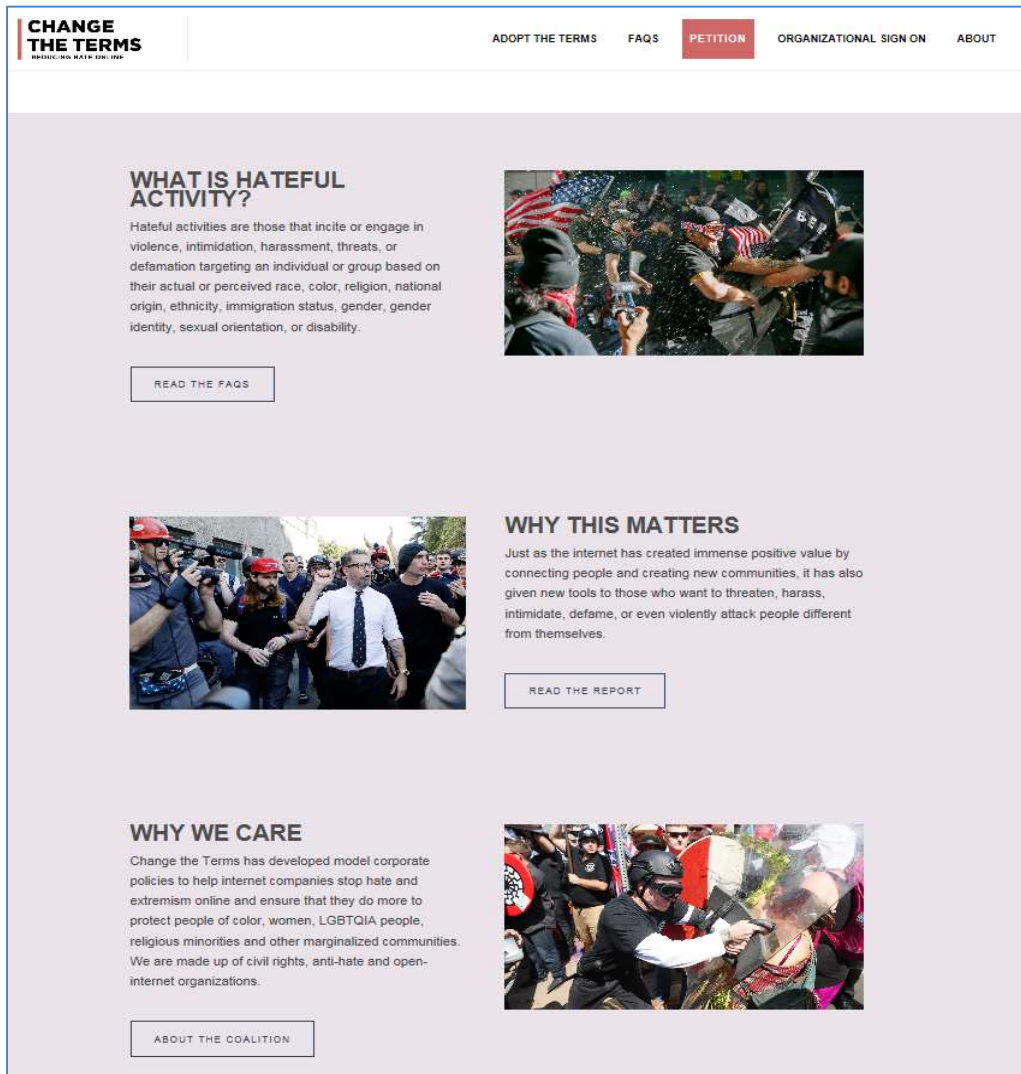 CHANGE
THE TERMS
REDUCING HATE ONLINE
ADOPT THE TERMS FAQS PETITION ORGANIZATIONAL SIGN ON ABOUT
WHAT IS HATEFUL
ACTIVITY?
Hateful activities are those that incite or engage in
violence, intimidation, harassment, threats, or
defamation targeting an individual or group based on
their actual or perceived race, color, religion, national
origin, ethnicity, immigration status, gender, gender
identity, sexual orientation, or disability.
READ THE FAQS
WHY THIS MATTERS
Just as the internet has created immense positive value by
connecting people and creating new communities, it has also
given new tools to those who want to threaten, harass,
intimidate, defame, or even violently attack people different
from themselves.
READ THE REPORT
WHY WE CARE
Change the Terms has developed model corporate
policies to help internet companies stop hate and
extremism online and ensure that they do more to
protect people of color, women, LGBTQIA people,
religious minorities and other marginalized communities.
We are made up of civil rights, anti-hate and open-
internet organizations.
ABOUT THE COALITION